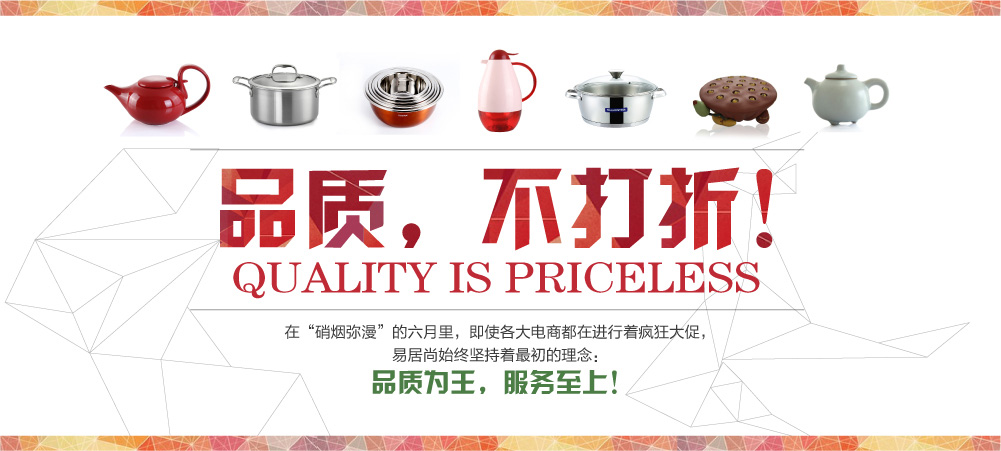 品质，不打折！
QUALITY IS PRICELESS
在“硝烟弥漫”的六月里，即使各大电商都在进行着疯狂大促，
易居尚始终坚持着最初的理念：
品质为王，服务至上！